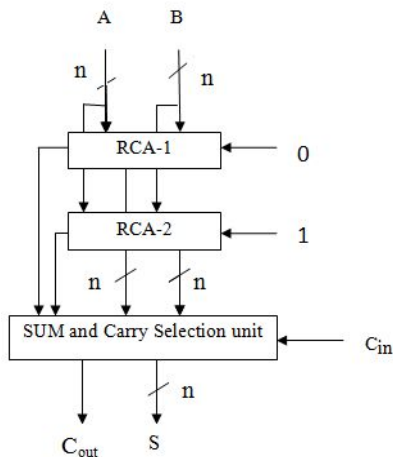 A B
n n
RCA-1 0
RCA-2 1
n n
SUM and Carry Selection unit
Cin
n
Cout S